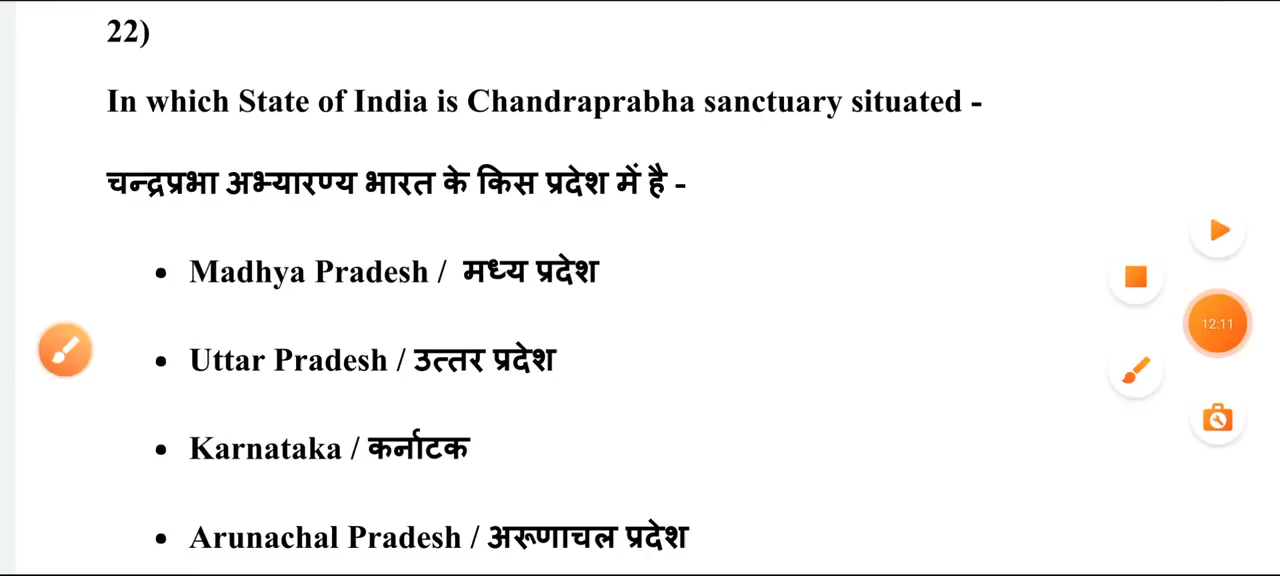 22)
In which State of India is Chandraprabha sanctuary situated -
चन्द्रप्रभा अभ्यारण्य भारत के किस प्रदेश में है -
Madhya Pradesh / मध्य प्रदेश
Uttar Pradesh / उत्तर प्रदेश
12:11
Karnataka / कर्नाटक
Arunachal Pradesh / अरूणाचल प्रदेश